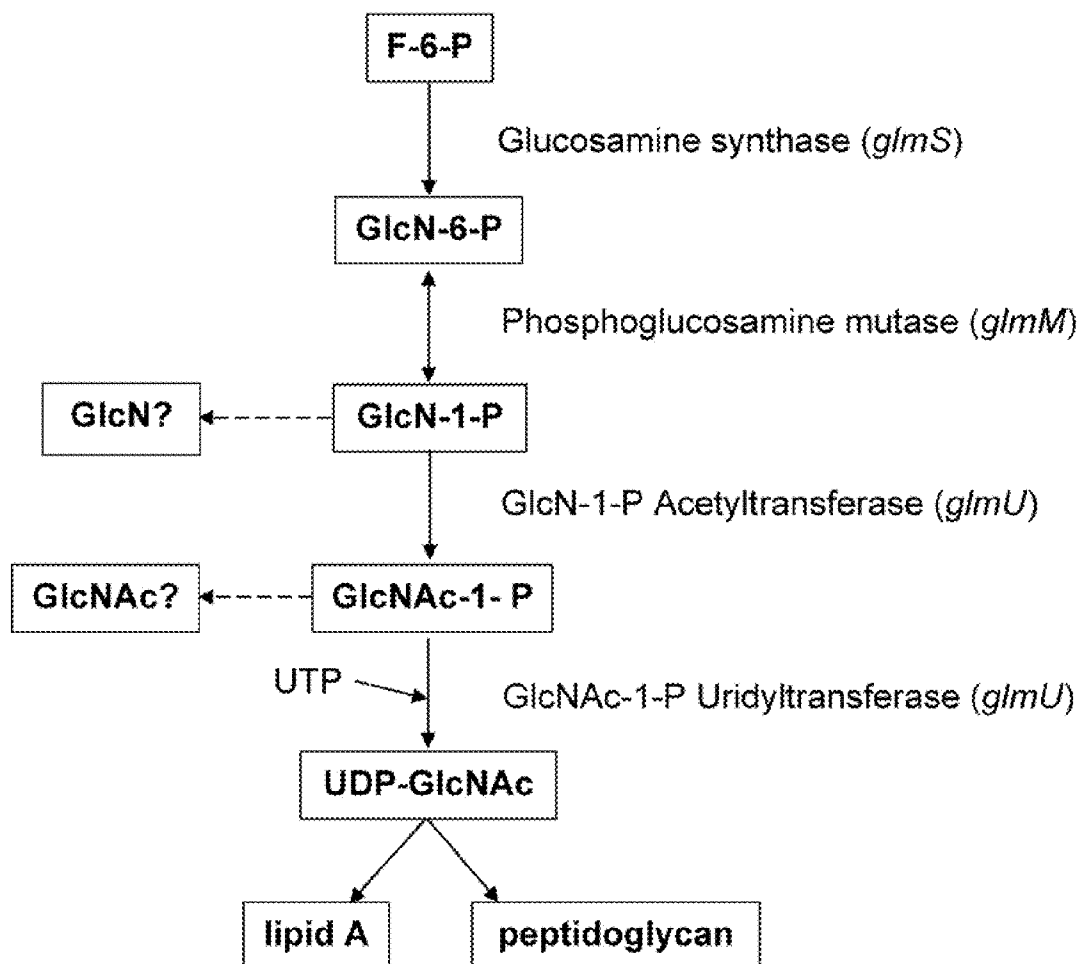 F-6-P
Glucosamine synthase (glmS)
GlcN-6-P
Phosphoglucosamine mutase (glmM)
GlcN?
GlcN-1-P
GlcN-1-P Acetyltransferase (glmU)
GlcNAc?
GlcNAc-1- P
UTP
GlcNAc-1-P Uridyltransferase (glmU)
UDP-GlcNAc
lipid A
peptidoglycan